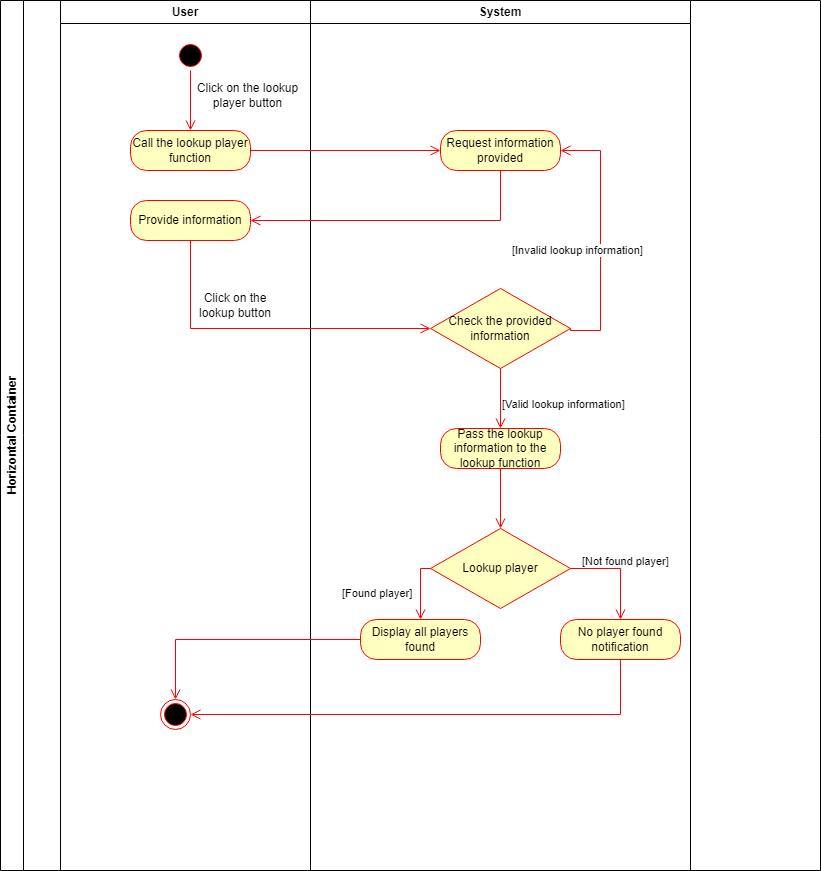 User
System
Click on the lookup
player button
Call the lookup player
function
Request information
provided
Provide information
[Invalid lookup information]
Click on the
lookup button
Check the provided
information
Horizontal Container
[Valid lookup information]
Pass the lookup
information to the
lookup function
Lookup player
[Not found player]
[Found player]
Display all players
found
No player found
notification